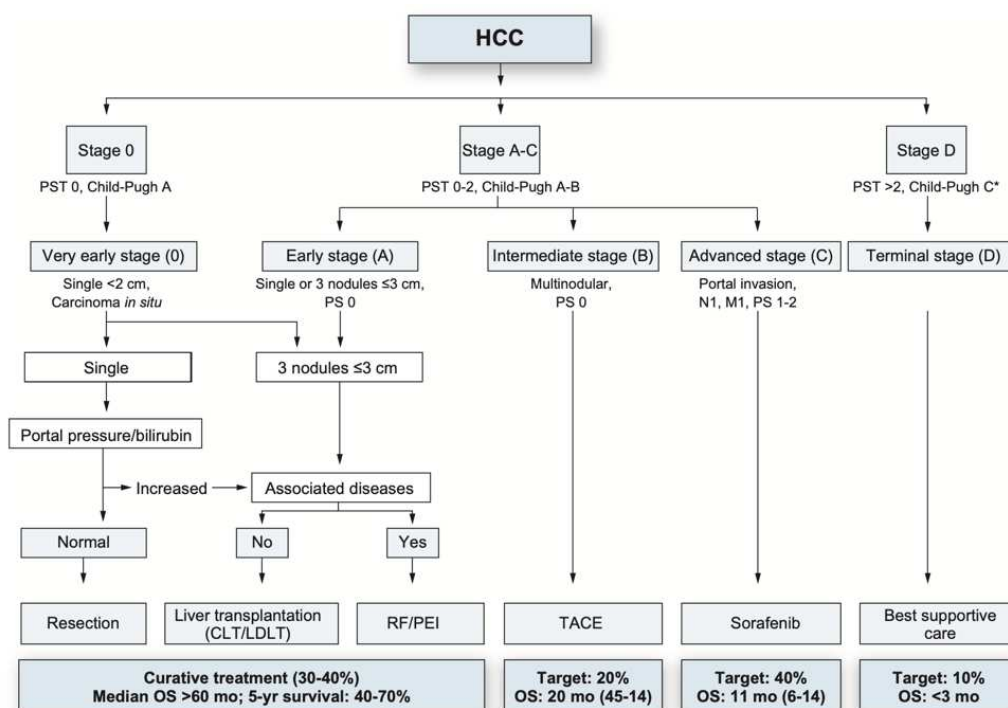 HCC
Stage 0
Stage A-C
Stage D
PST 0, Child-Pugh A
PST 0-2, Child-Pugh A-B
PST >2, Child-Pugh C*
Very early stage (0)
Early stage (A)
Intermediate stage (B)
Advanced stage (C)
Terminal stage (D)
Single <2 cm,
Carcinoma in situ
Single or 3 nodules ≤3 cm,
PS 0
Multinodular,
PS 0
Portal invasion,
N1, M1, PS 1-2
Single
3 nodules ≤3 cm
Portal pressure/bilirubin
Increased
Associated diseases
Normal
No
Yes
Resection
Liver transplantation
(CLT/LDLT)
RF/PEI
TACE
Sorafenib
Best supportive
care
Curative treatment (30-40%)
Median OS >60 mo; 5-yr survival: 40-70%
Target: 20%
OS: 20 mo (45-14)
Target: 40%
OS: 11 mo (6-14)
Target: 10%
OS: <3 mo